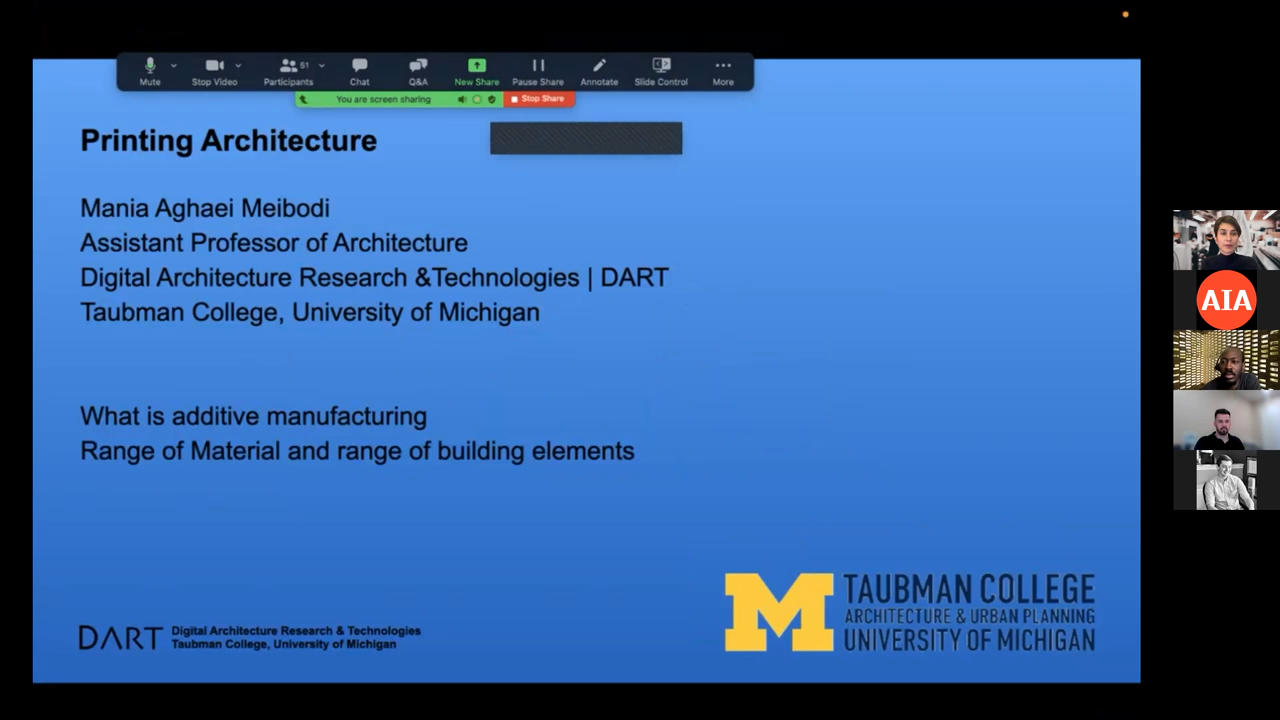 51
Mute
Stop Video
Participants
Chat
Q&A
New Share
Pause Share
Annotate
Slide Control
More
You are screen sharing
Stop Share
Printing Architecture
Mania Aghaei Meibodi
Assistant Professor of Architecture
Digital Architecture Research &Technologies | DART
Taubman College, University of Michigan
AIA
What is additive manufacturing
Range of Material and range of building elements
DART
Digital Architecture Research & Technologies
Taubman College, University of Michigan
M
TAUBMAN COLLEGE
ARCHITECTURE & URBAN PLANNING
UNIVERSITY OF MICHIGAN